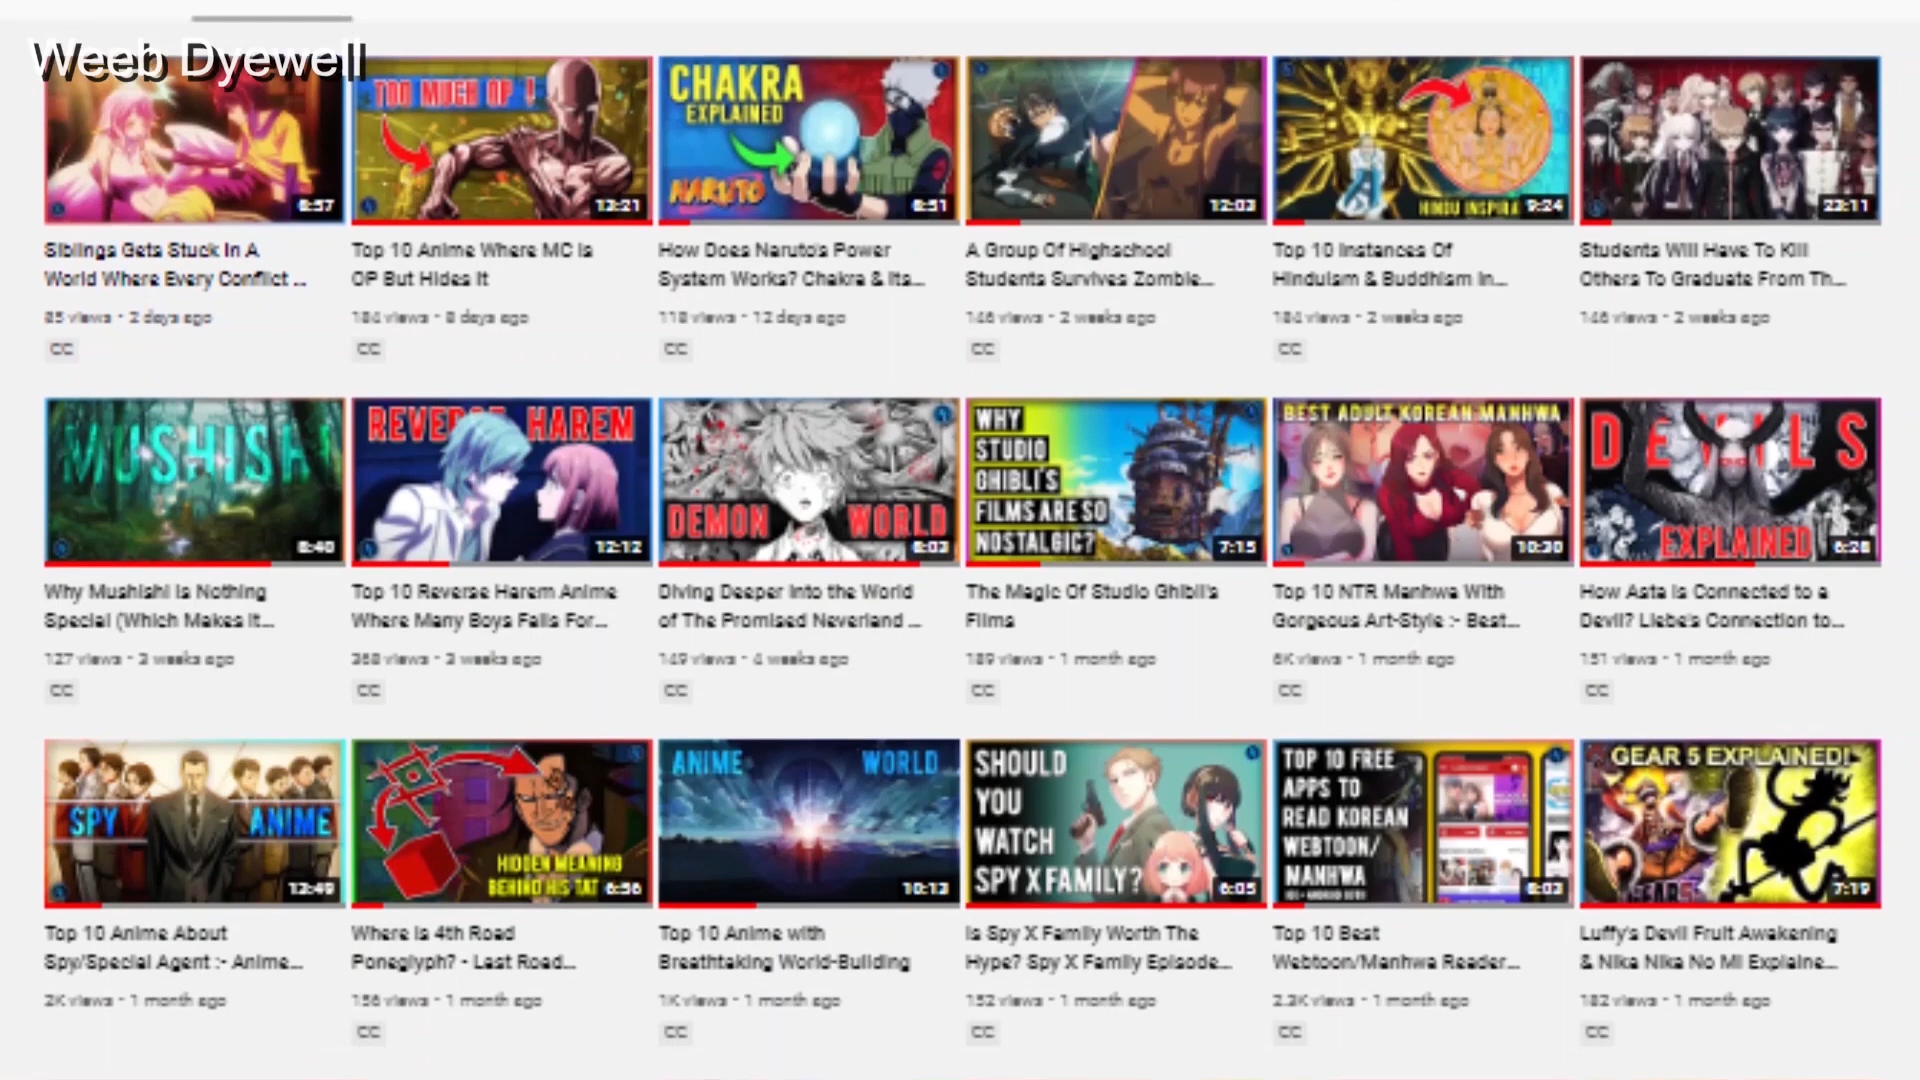 Weeb Dyewell
TOO MUCH OP !
CHAKRA
EXPLAINED
NARUTO
HINDU INSPIRA
6:57
13:21
6:51
12:03
9:24
23:11
Siblings Gets Stuck In A
World Where Every Conflict ...
Top 10 Anime Where MC is
OP But Hides It
How Does Naruto's Power
System Works? Chakra & Its...
A Group Of Highschool
Students Survives Zombie...
Top 10 Instances Of
Hinduism & Buddhism In...
Students Will Have To Kill
Others To Graduate From Th...
85 views • 2 days ago
184 views • 8 days ago
118 views • 12 days ago
146 views • 2 weeks ago
184 views • 2 weeks ago
146 views • 2 weeks ago
CC
CC
CC
CC
CC
MUSHISHI
REVERSE HAREM
DEMON WORLD
WHY
STUDIO
GHIBLI'S
FILMS ARE SO
NOSTALGIC?
BEST ADULT KOREAN MANHWA
DEVILS
EXPLAINED
8:40
12:12
8:03
7:15
10:30
6:28
Why Mushishi is Nothing
Special (Which Makes It...
Top 10 Reverse Harem Anime
Where Many Boys Falls For...
Diving Deeper into the World
of The Promised Neverland ...
The Magic Of Studio Ghibli's
Films
Top 10 NTR Manhwa With
Gorgeous Art-Style :- Best...
How Asta is Connected to a
Devil? Liebe's Connection to...
127 views • 3 weeks ago
368 views • 3 weeks ago
149 views • 4 weeks ago
189 views • 1 month ago
6K views • 1 month ago
151 views • 1 month ago
CC
CC
CC
CC
CC
CC
SPY ANIME
HIDDEN MEANING
BEHIND HIS TAT
ANIME WORLD
SHOULD
YOU
WATCH
SPY X FAMILY?
TOP 10 FREE
APPS TO
READ KOREAN
WEBTOON/
MANHWA
GEAR 5 EXPLAINED!
13:49
6:56
10:13
6:05
8:03
7:19
Top 10 Anime About
Spy/Special Agent :- Anime...
Where is 4th Road
Poneglyph? - Last Road...
Top 10 Anime with
Breathtaking World-Building
Is Spy X Family Worth The
Hype? Spy X Family Episode...
Top 10 Best
Webtoon/Manhwa Reader...
Luffy's Devil Fruit Awakening
& Nika Nika No Mi Explaine...
2K views • 1 month ago
156 views • 1 month ago
1K views • 1 month ago
152 views • 1 month ago
2.3K views • 1 month ago
182 views • 1 month ago
CC
CC
CC
CC
CC